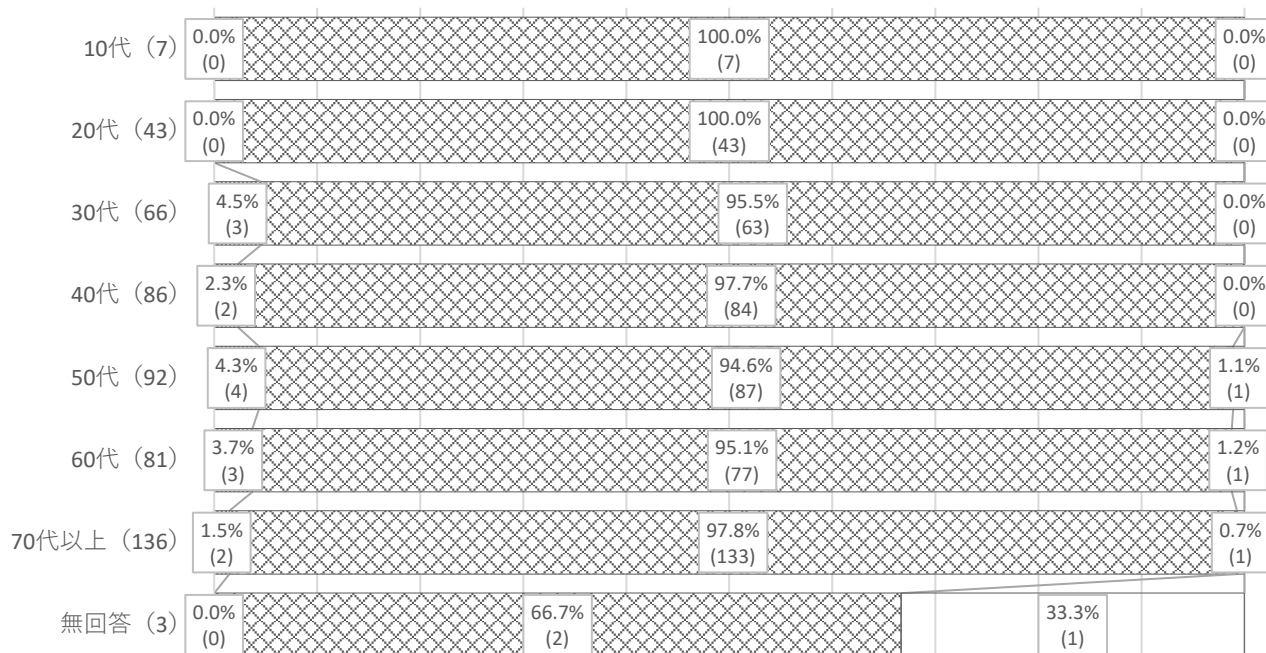 10代（7） 0.0% 100.0% 0.0%
(0) (7) (0)
20代（43） 0.0% 100.0% 0.0%
(0) (43) (0)
30代（66） 4.5% 95.5% 0.0%
(3) (63) (0)
40代（86） 2.3% 97.7% 0.0%
(2) (84) (0)
50代（92） 4.3% 94.6% 1.1%
(4) (87) (1)
60代（81） 3.7% 95.1% 1.2%
(3) (77) (1)
70代以上（136） 1.5% 97.8% 0.7%
(2) (133) (1)
無回答（3） 0.0% 66.7% 33.3%
(0) (2) (1)